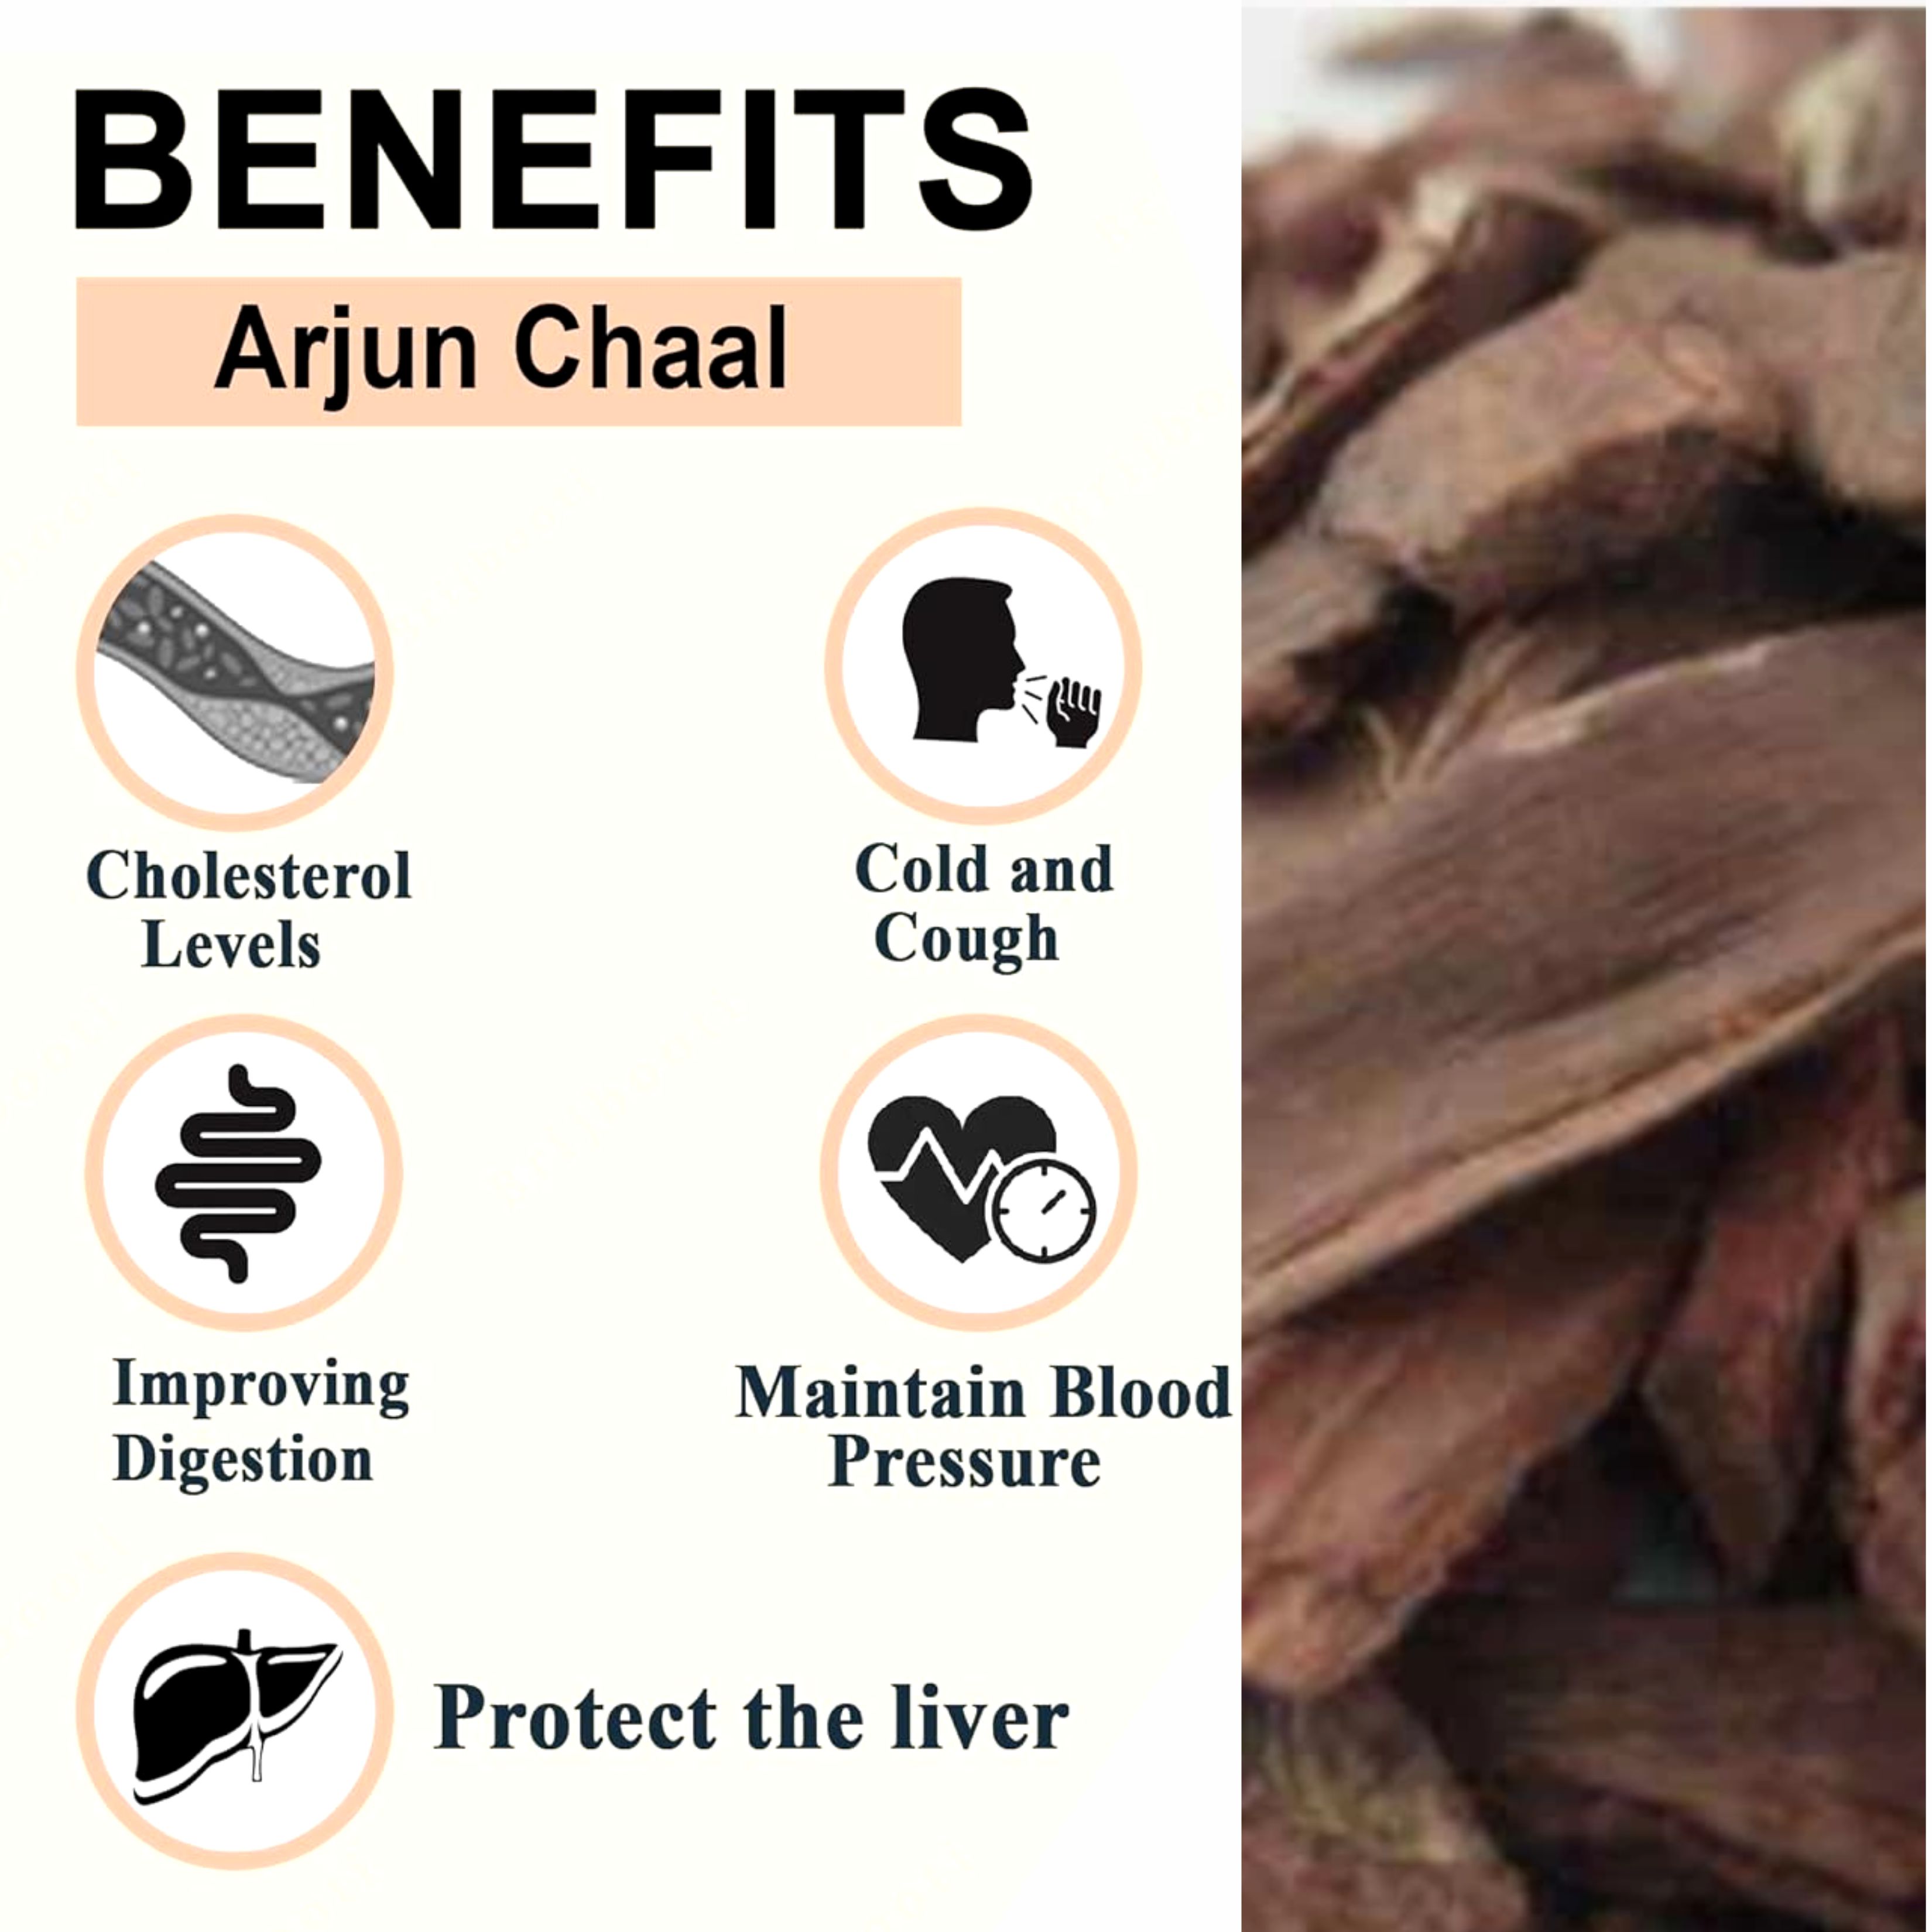 BENEFITS
Arjun Chaal
Cholesterol
Levels
Cold and
Cough
Improving
Digestion
Maintain Blood
Pressure
Protect the liver